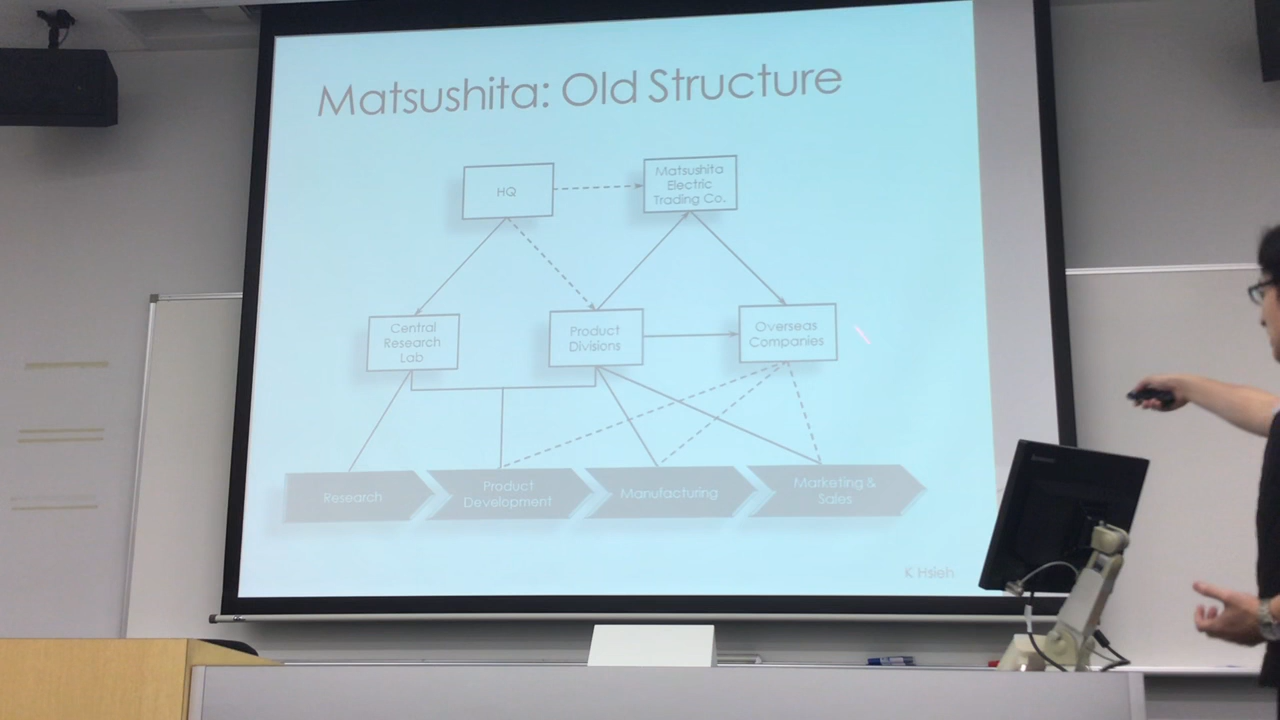 Matsushita: Old Structure
HQ
Matsushita
Electric
Trading Co.
Central
Research
Lab
Product
Divisions
Overseas
Companies
Research
Product
Development
Manufacturing
Marketing &
Sales
K Hsieh